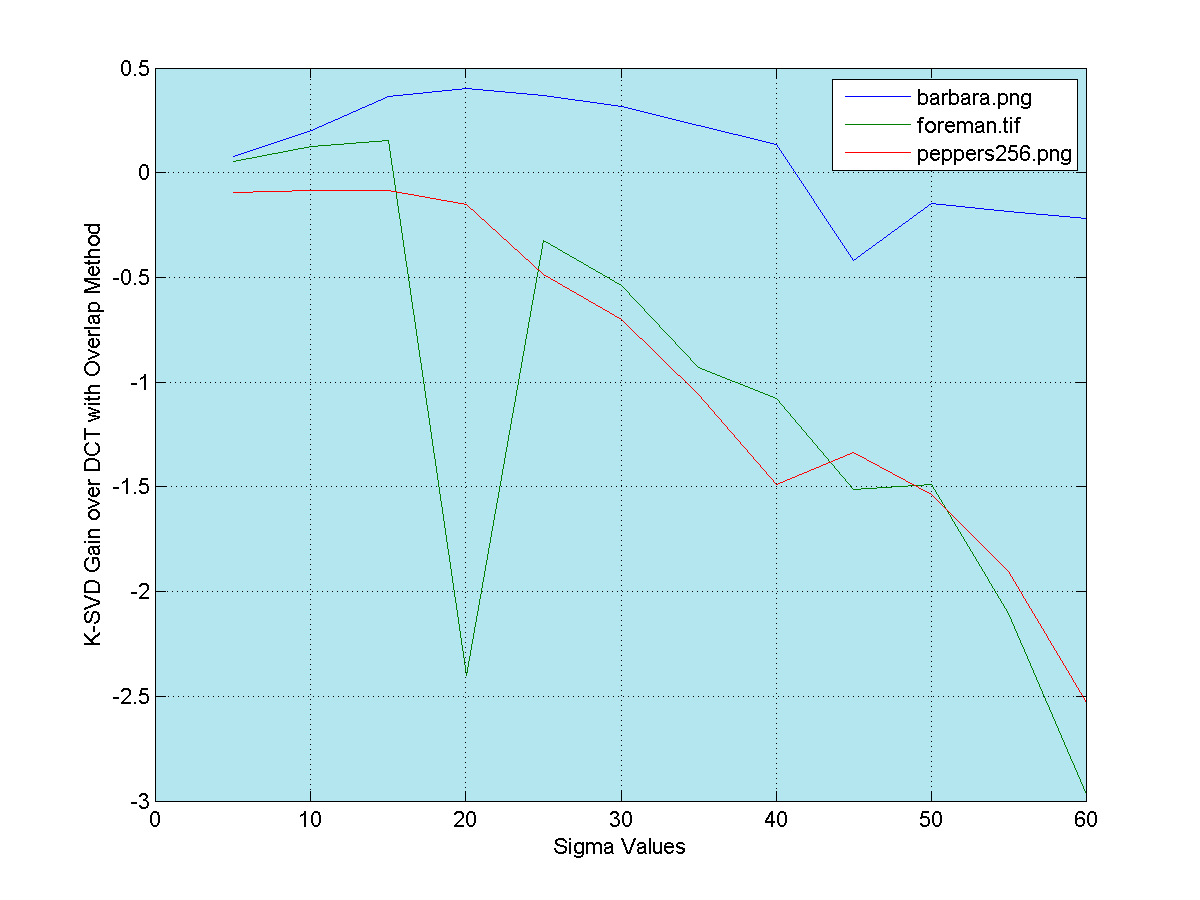 0.5
0
-0.5
-1
-1.5
-2
-2.5
-3
0 10 20 30 40 50 60
Sigma Values
K-SVD Gain over DCT with Overlap Method
barbara.png
foreman.tif
peppers256.png